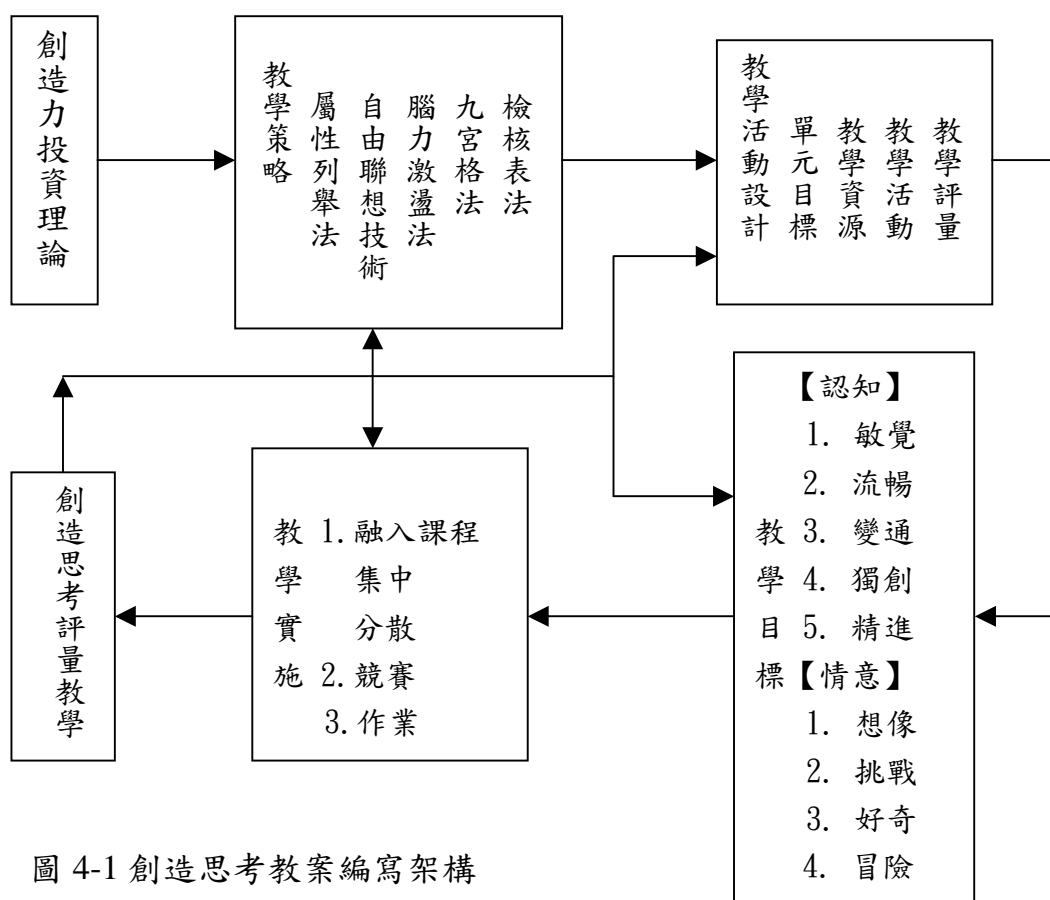 創造力投資理論
教學策略
屬性列舉法
自由聯想技術
腦力激盪法
九宮格法
檢核表法
教學活動設計
單元目標
教學資源
教學活動
教學評量
教學目標
【認知】
1. 敏覺
2. 流暢
3. 變通
4. 獨創
5. 精進
【情意】
1. 想像
2. 挑戰
3. 好奇
4. 冒險
教學實施
1.融入課程
集中
分散
2.競賽
3.作業
創造思考評量教學
圖 4-1 創造思考教案編寫架構